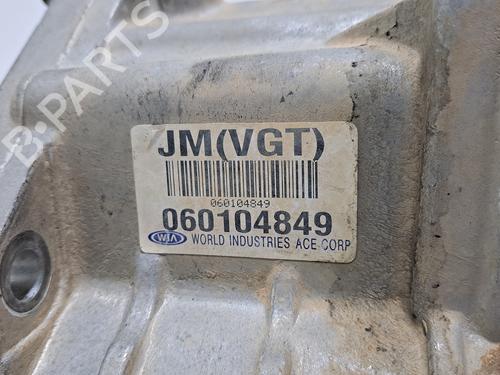 B-PARTS
JM(VGT)
060104849
060104849
WIA WORLD INDUSTRIES ACE CORP